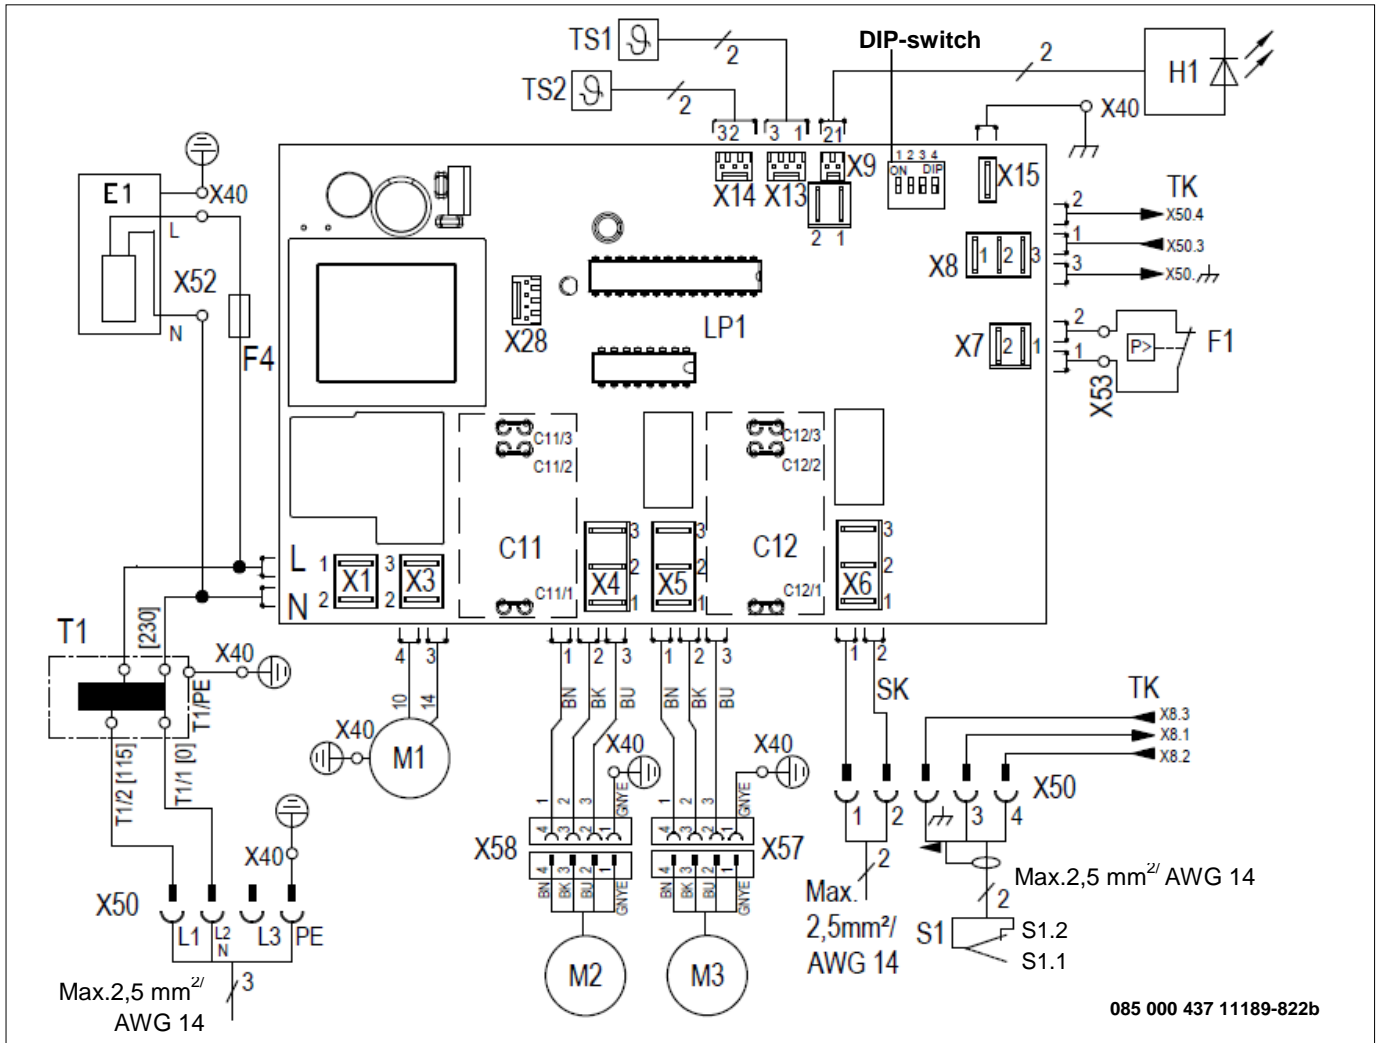 TS1
2
DIP-switch
2
H1
TS2
2
X40
32
3 1
21
X14
X13
X9
1 2 3 4
ON DIP
X15
2 1
E1
X40
L
X52
N
F4
TK
2
X50.4
1
X50.3
3
X50.
X8
1 2 3
X28
LP1
X7
2 1
2
1
P>
F1
X53
C11/3
C11/2
C12/3
C12/2
C11
C12
C11/1
C12/1
L
N
1
2
X1
3
2
X3
3
2
1
X4
3
2
1
X5
3
2
1
X6
T1
[230]
X40
T1/PE
T1/2 [115]
T1/1 [0]
4 3
10 14
X40
M1
1 2 3
BN BK BU
X40
1 2 3
GNYE
4 3 2 1
X58
4 3 2 1
BN BK BU GNYE
M2
1 2 3
BN BK BU
X40
1 2 3
GNYE
4 3 2 1
X57
4 3 2 1
BN BK BU GNYE
M3
1 2
SK
TK
X8.3
X8.1
X8.2
X50
1 2 3 4
2
Max.
2,5mm²/
AWG 14
Max.2,5 mm²/ AWG 14
2
S1
S1.2
S1.1
X40
X50
L1
L2
N
L3
PE
3
Max.2,5 mm²/
AWG 14
085 000 437 11189-822b